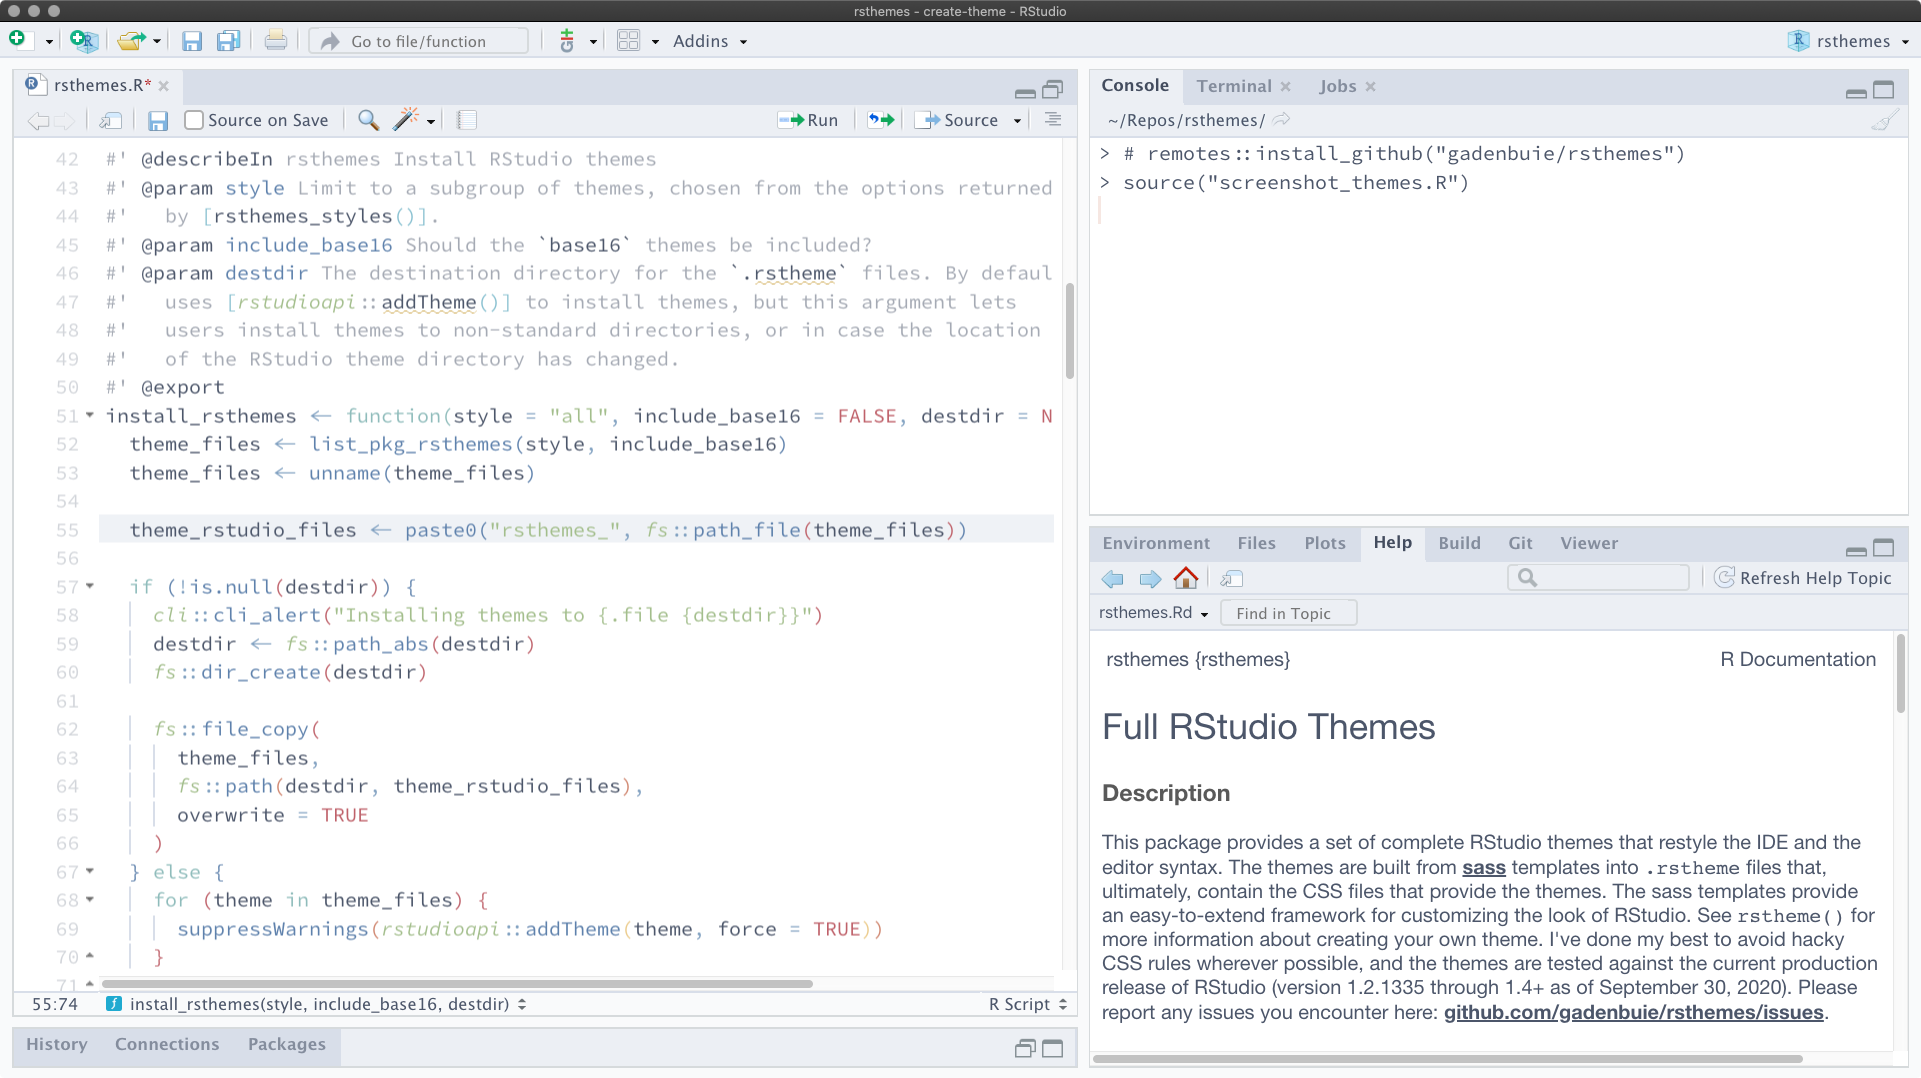 rsthemes - create-theme - RStudio
Go to file/function
Addins
rsthemes
rsthemes.R*
Source on Save
Run
Source
42 #' @describeIn rsthemes Install RStudio themes
43 #' @param style Limit to a subgroup of themes, chosen from the options returned
44 #'   by [rsthemes_styles()].
45 #' @param include_base16 Should the `base16` themes be included?
46 #' @param destdir The destination directory for the `.rstheme` files. By defaul
47 #'   uses [rstudioapi::addTheme()] to install themes, but this argument lets
48 #'   users install themes to non-standard directories, or in case the location
49 #'   of the RStudio theme directory has changed.
50 #' @export
51 install_rsthemes <- function(style = "all", include_base16 = FALSE, destdir = N
52   theme_files <- list_pkg_rsthemes(style, include_base16)
53   theme_files <- unname(theme_files)
54
55   theme_rstudio_files <- paste0("rsthemes_", fs::path_file(theme_files))
56
57   if (!is.null(destdir)) {
58     cli::cli_alert("Installing themes to {.file {destdir}}")
59     destdir <- fs::path_abs(destdir)
60     fs::dir_create(destdir)
61
62     fs::file_copy(
63       theme_files,
64       fs::path(destdir, theme_rstudio_files),
65       overwrite = TRUE
66     )
67   } else {
68     for (theme in theme_files) {
69       suppressWarnings(rstudioapi::addTheme(theme, force = TRUE))
70     }
71
55:74 install_rsthemes(style, include_base16, destdir) R Script
History Connections Packages
Console Terminal Jobs
~/Repos/rsthemes/
> # remotes::install_github("gadenbuie/rsthemes")
> source("screenshot_themes.R")
Environment Files Plots Help Build Git Viewer
Refresh Help Topic
rsthemes.Rd Find in Topic
rsthemes {rsthemes} R Documentation
Full RStudio Themes
Description
This package provides a set of complete RStudio themes that restyle the IDE and the
editor syntax. The themes are built from sass templates into .rstheme files that,
ultimately, contain the CSS files that provide the themes. The sass templates provide
an easy-to-extend framework for customizing the look of RStudio. See rstheme() for
more information about creating your own theme. I've done my best to avoid hacky
CSS rules wherever possible, and the themes are tested against the current production
release of RStudio (version 1.2.1335 through 1.4+ as of September 30, 2020). Please
report any issues you encounter here: github.com/gadenbuie/rsthemes/issues.